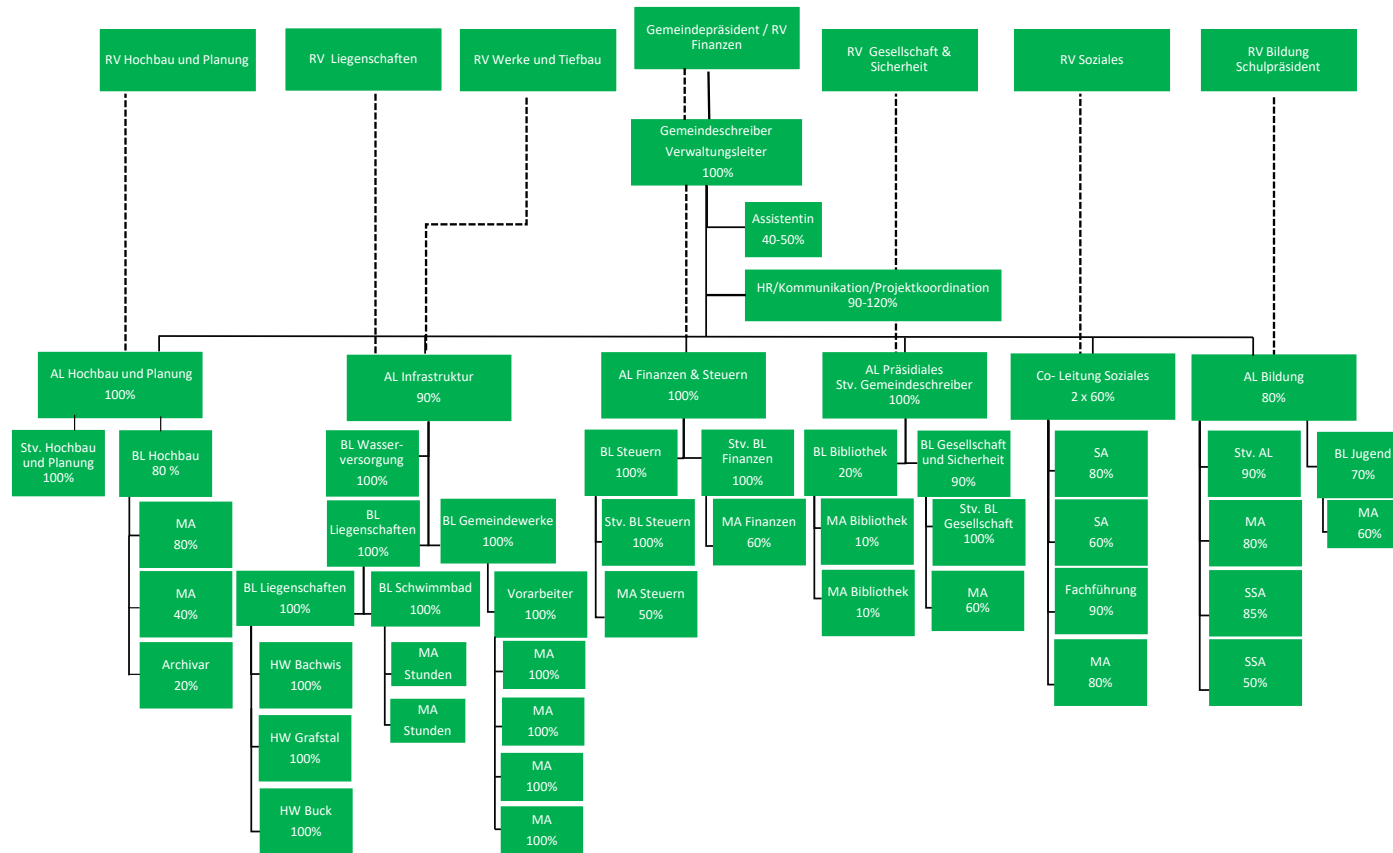 RV Hochbau und Planung
RV Liegenschaften
RV Werke und Tiefbau
Gemeindepräsident / RV
Finanzen
RV Gesellschaft &
Sicherheit
RV Soziales
RV Bildung
Schulpräsident
Gemeindeschreiber
Verwaltungsleiter
100%
Assistentin
40-50%
HR/Kommunikation/Projektkoordination
90-120%
AL Hochbau und Planung
100%
AL Infrastruktur
90%
AL Finanzen & Steuern
100%
AL Präsidiales
Stv. Gemeindeschreiber
100%
Co- Leitung Soziales
2 x 60%
AL Bildung
80%
Stv. Hochbau
und Planung
100%
BL Hochbau
80 %
MA
80%
MA
40%
Archivar
20%
BL Wasser-
versorgung
100%
BL
Liegenschaften
100%
BL Gemeindewerke
100%
BL Liegenschaften
100%
BL Schwimmbad
100%
Vorarbeiter
100%
HW Bachwis
100%
HW Grafstal
100%
HW Buck
100%
MA
Stunden
MA
Stunden
MA
100%
MA
100%
MA
100%
MA
100%
BL Steuern
100%
Stv. BL
Finanzen
100%
Stv. BL Steuern
100%
MA Finanzen
60%
MA Steuern
50%
BL Bibliothek
20%
BL Gesellschaft
und Sicherheit
90%
MA Bibliothek
10%
Stv. BL
Gesellschaft
100%
MA Bibliothek
10%
MA
60%
SA
80%
SA
60%
Fachführung
90%
MA
80%
Stv. AL
90%
BL Jugend
70%
MA
80%
MA
60%
SSA
85%
SSA
50%